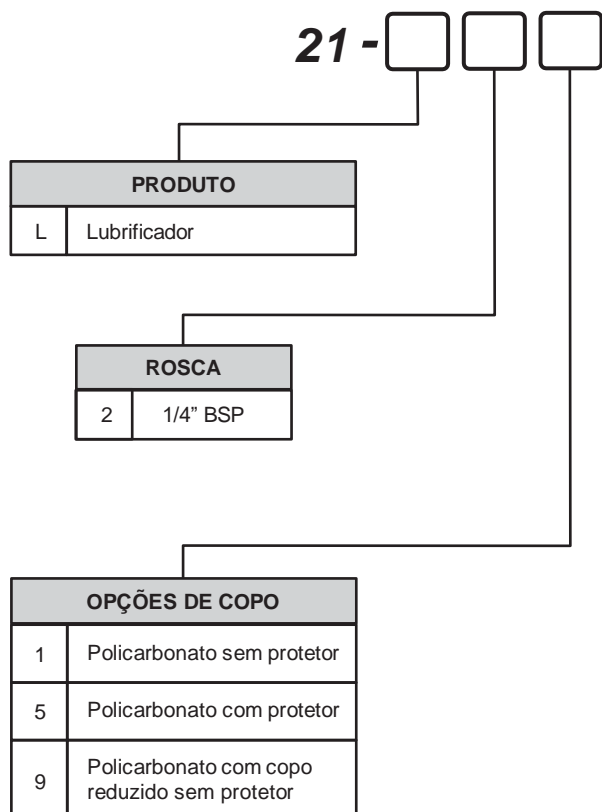 21 -
PRODUTO
L Lubrificador
ROSCA
2 1/4” BSP
OPÇÕES DE COPO
1 Policarbonato sem protetor
5 Policarbonato com protetor
9 Policarbonato com copo
reduzido sem protetor